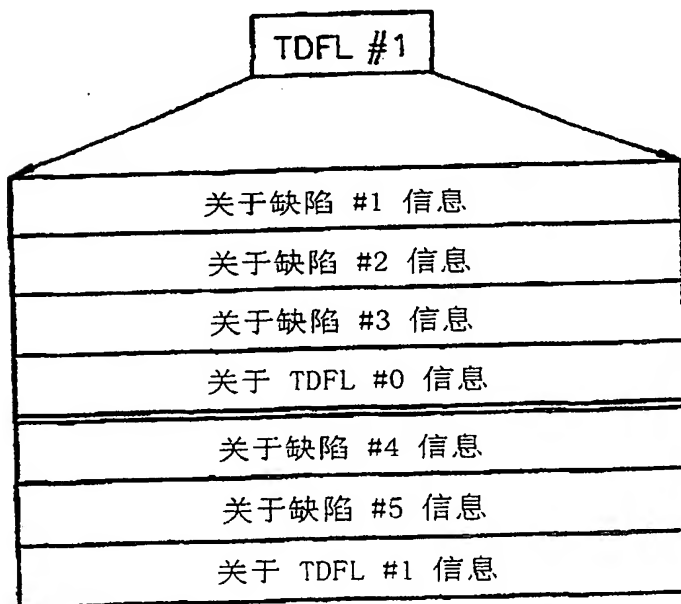 TDFL #1
关于缺陷 #1 信息
关于缺陷 #2 信息
关于缺陷 #3 信息
关于 TDFL #0 信息
关于缺陷 #4 信息
关于缺陷 #5 信息
关于 TDFL #1 信息